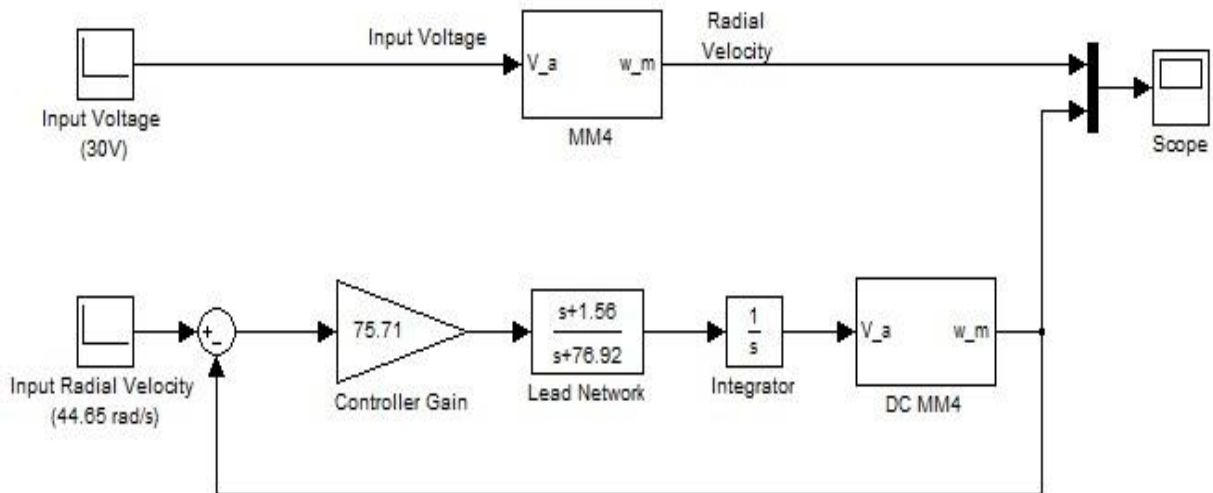 Input Voltage
(30V)
Input Voltage
V_a
w_m
MM4
Radial
Velocity
Scope
Input Radial Velocity
(44.65 rad/s)
+
-
75.71
Controller Gain
s+1.56
s+76.92
Lead Network
1
s
Integrator
V_a
w_m
DC MM4